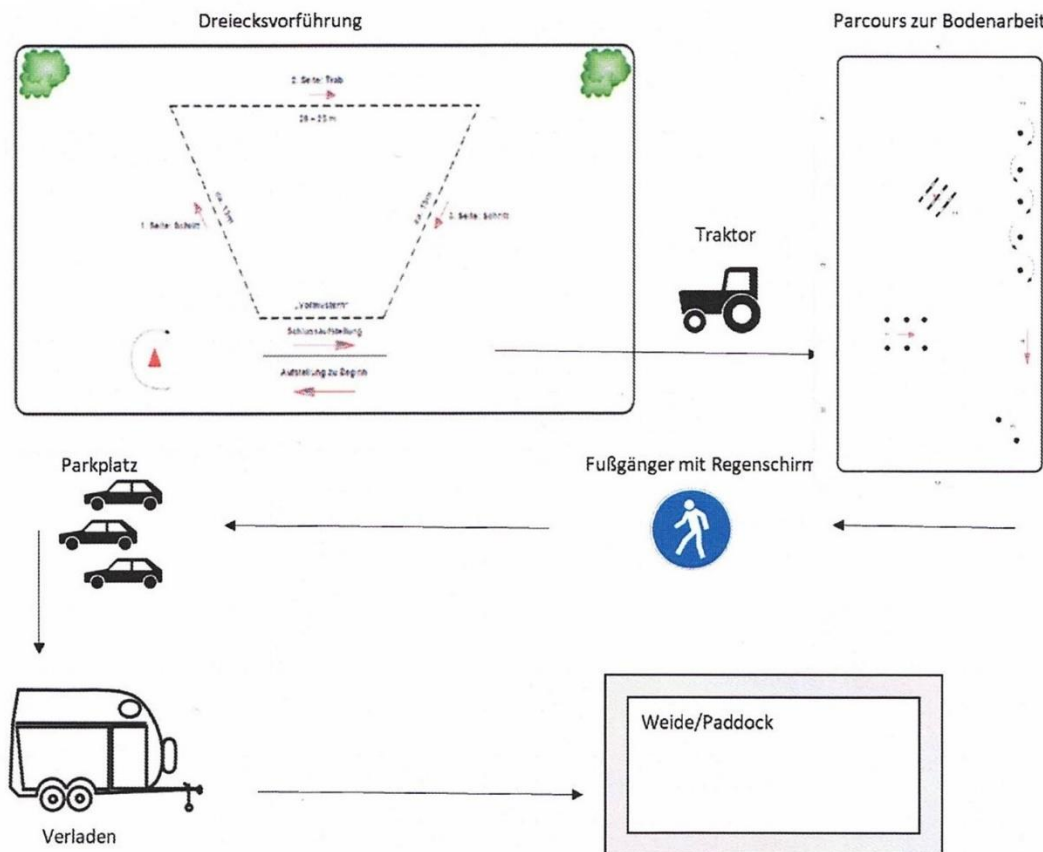 Dreiecksvorführung
Parcours zur Bodenarbeit
2. Seite: Trab
1. Seite: Schritt
3. Seite: Schritt
Traktor
Schlussaufstellung
Aufstellung zu Beginn
Parkplatz
Fußgänger mit Regenschirm
Verladen
Weide/Paddock